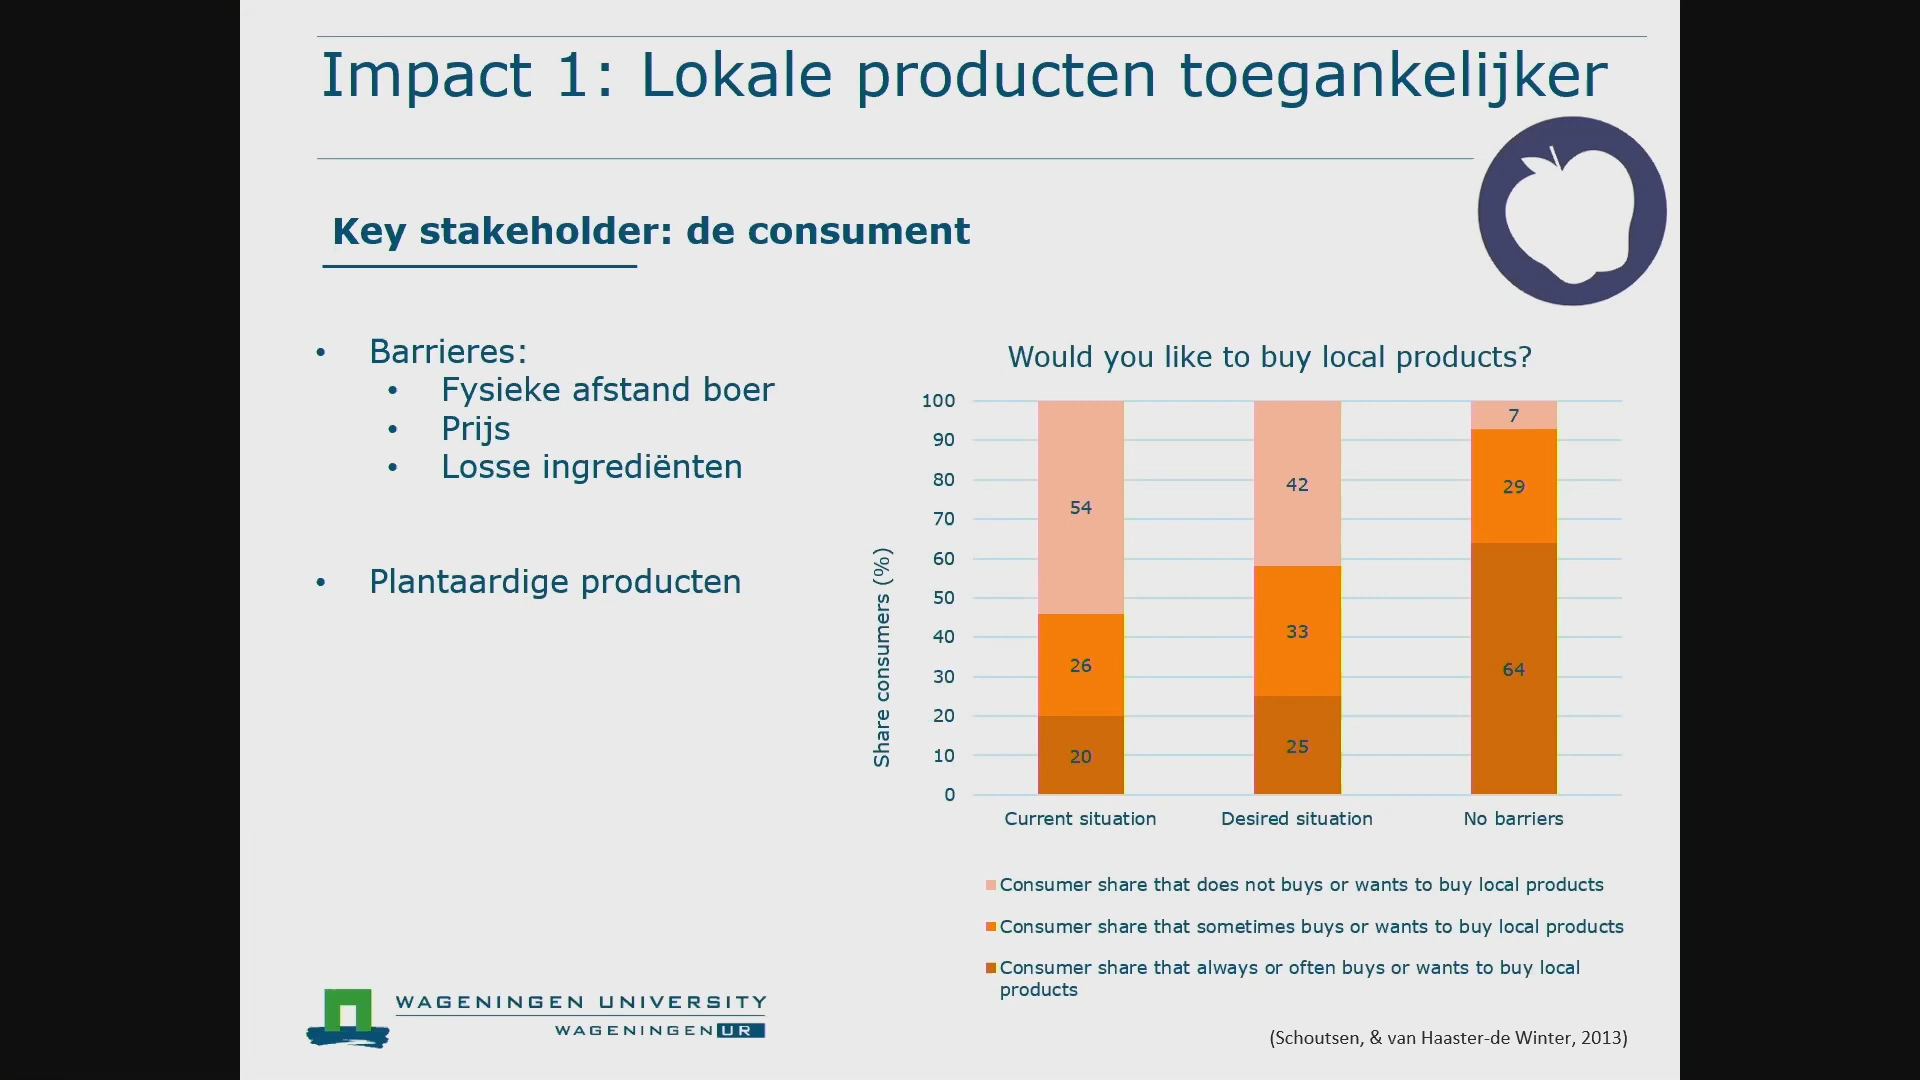 Impact 1: Lokale producten toegankelijker
Key stakeholder: de consument
• Barrieres:
• Fysieke afstand boer
• Prijs
• Losse ingrediënten
• Plantaardige producten
Would you like to buy local products?
Share consumers (%)
100
90
80
70
60
50
40
30
20
10
0
54
26
20
42
33
25
7
29
64
Current situation
Desired situation
No barriers
Consumer share that does not buys or wants to buy local products
Consumer share that sometimes buys or wants to buy local products
Consumer share that always or often buys or wants to buy local
products
WAGENINGEN UNIVERSITY
WAGENINGEN UR
(Schoutsen, & van Haaster-de Winter, 2013)